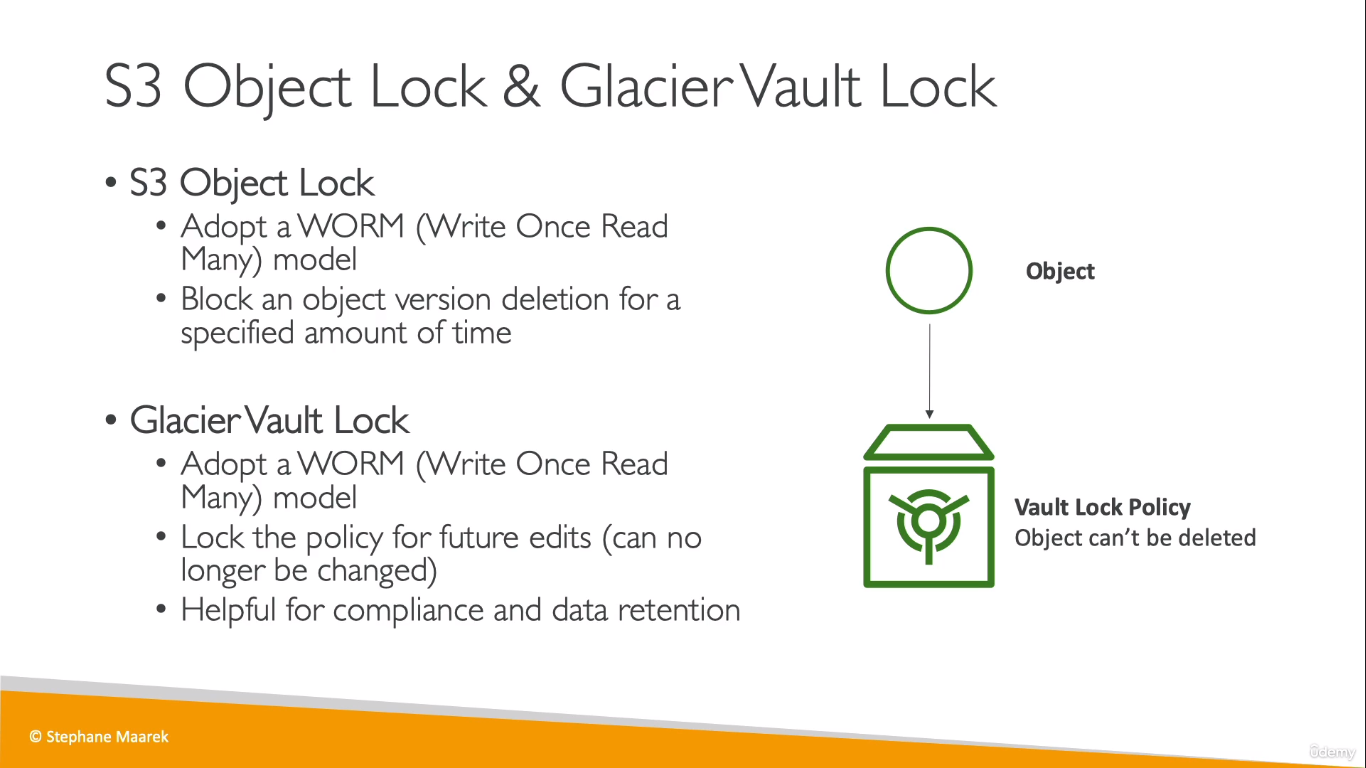 S3 Object Lock & Glacier Vault Lock
• S3 Object Lock
• Adopt a WORM (Write Once Read
Many) model
• Block an object version deletion for a
specified amount of time
• Glacier Vault Lock
• Adopt a WORM (Write Once Read
Many) model
• Lock the policy for future edits (can no
longer be changed)
• Helpful for compliance and data retention
Object
Vault Lock Policy
Object can’t be deleted
© Stephane Maarek
ûdemy